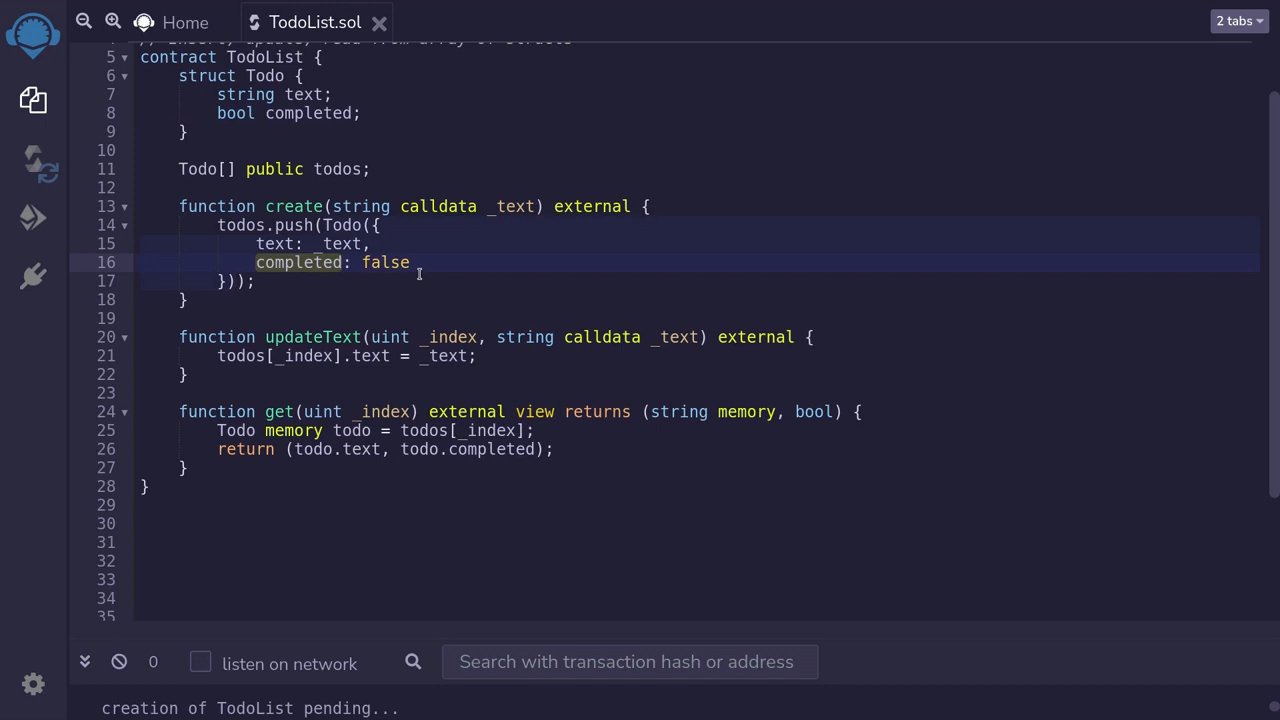 Home
TodoList.sol
2 tabs
5 contract TodoList {
6 struct Todo {
7 string text;
8 bool completed;
9 }
10
11 Todo[] public todos;
12
13 function create(string calldata _text) external {
14 todos.push(Todo({
15 text: _text,
16 completed: false
17 }));
18 }
19
20 function updateText(uint _index, string calldata _text) external {
21 todos[_index].text = _text;
22 }
23
24 function get(uint _index) external view returns (string memory, bool) {
25 Todo memory todo = todos[_index];
26 return (todo.text, todo.completed);
27 }
28 }
29
30
31
32
33
34
35
0 listen on network Search with transaction hash or address
creation of TodoList pending...